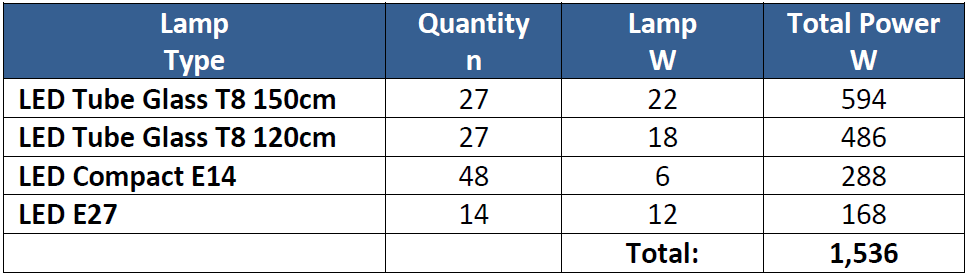 Lamp Type Quantity n Lamp W Total Power W
LED Tube Glass T8 150cm 27 22 594
LED Tube Glass T8 120cm 27 18 486
LED Compact E14 48 6 288
LED E27 14 12 168
Total: 1,536